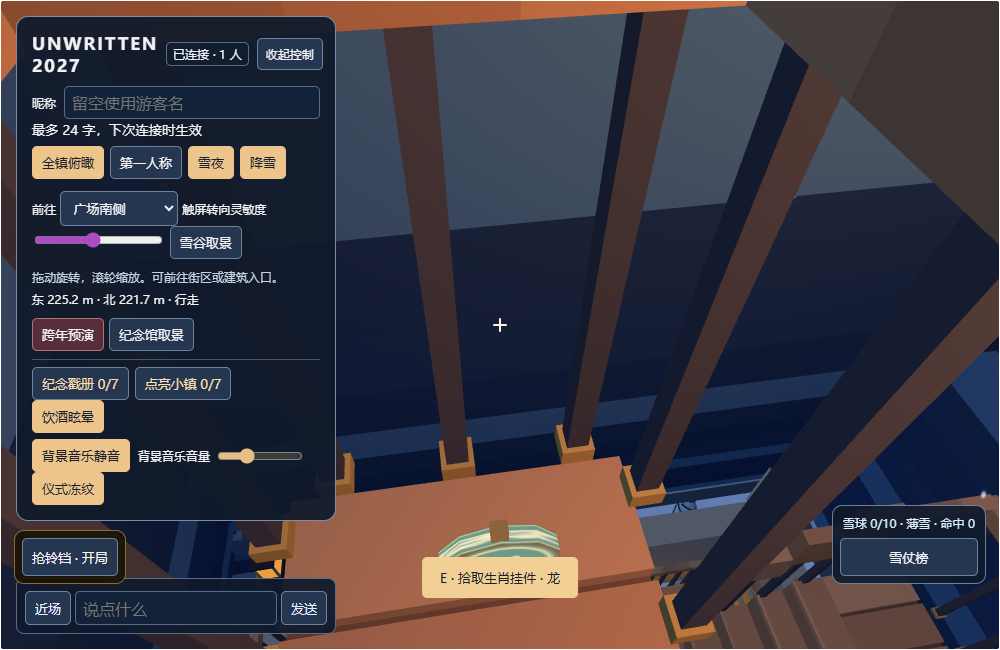 UNWRITTEN
2027
已连接 · 1 人
收起控制
昵称
留空使用游客名
最多 24 字，下次连接时生效
全镇俯瞰
第一人称
雪夜
降雪
前往
广场南侧
触屏转向灵敏度
雪谷取景
拖动旋转，滚轮缩放。可前往街区或建筑入口。
东 225.2 m · 北 221.7 m · 行走
跨年预演
纪念馆取景
纪念戳册 0/7
点亮小镇 0/7
饮酒眩晕
背景音乐静音
背景音乐音量
仪式冻纹
抢铃铛 · 开局
近场
说点什么
发送
E · 拾取生肖挂件 · 龙
雪球 0/10 · 薄雪 · 命中 0
雪仗榜